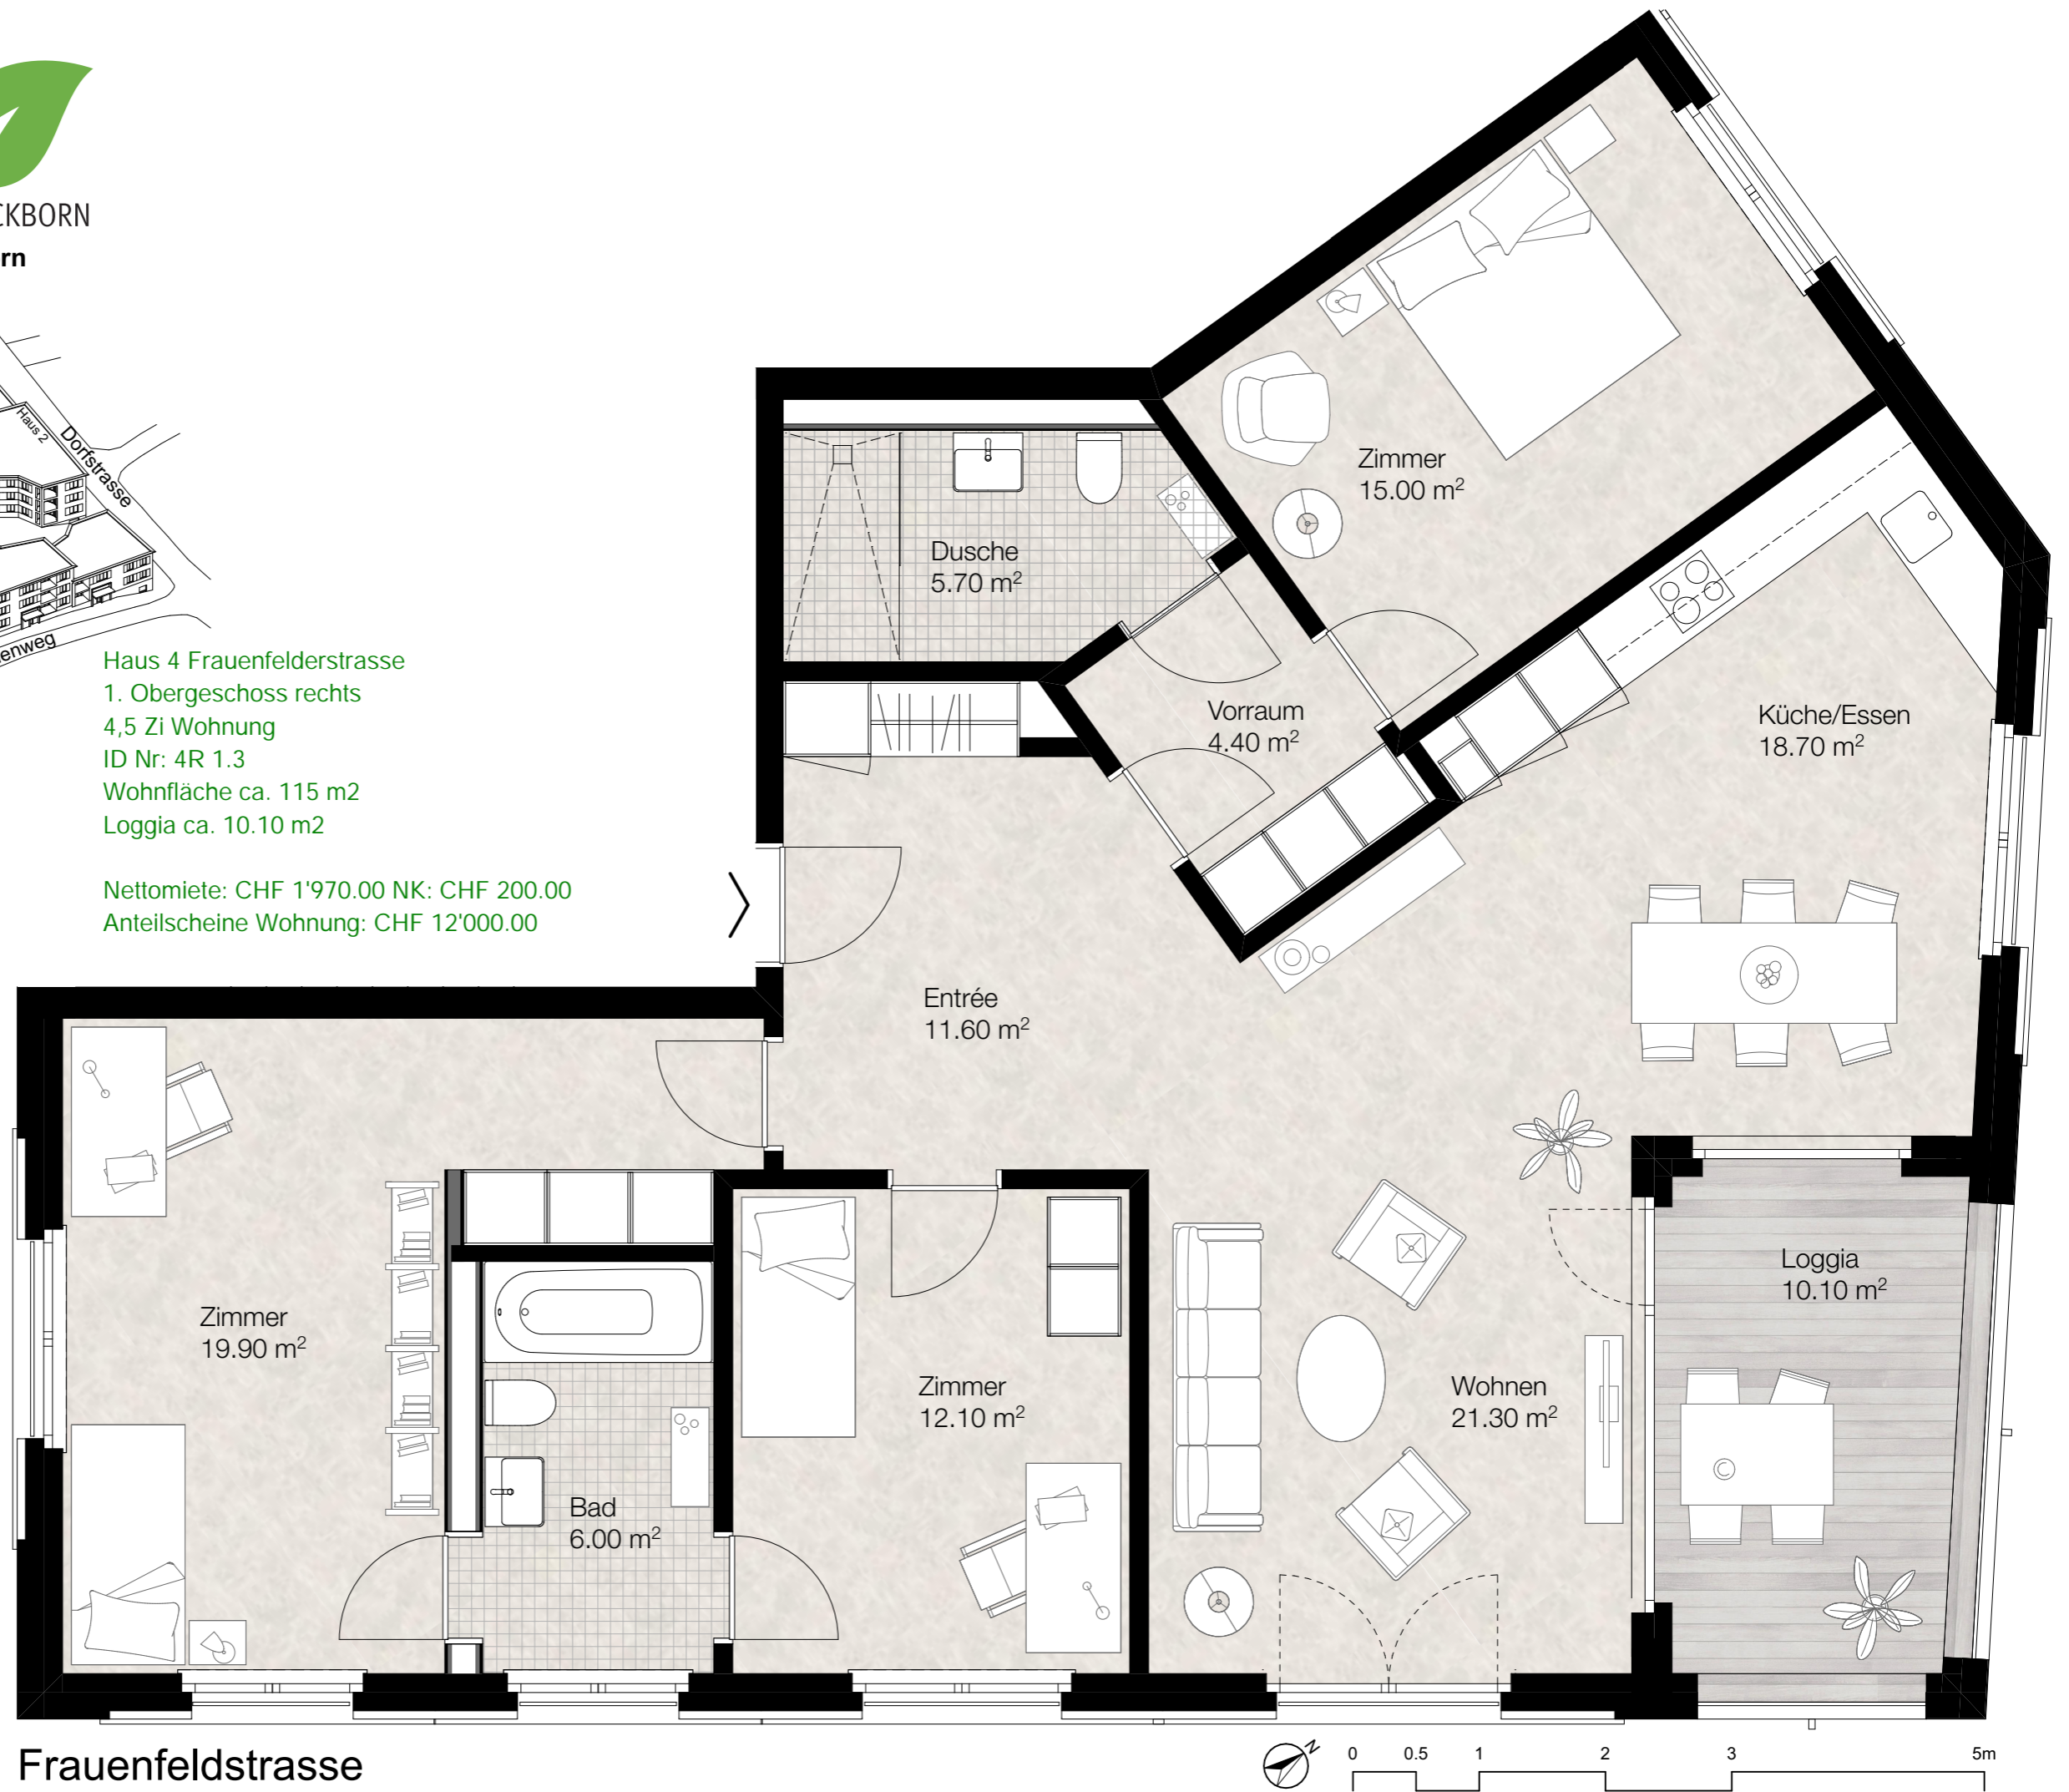 CKBORN
rn
Haus 2
Dorfstrasse
enweg
Haus 4 Frauenfelderstrasse
1. Obergeschoss rechts
4,5 Zi Wohnung
ID Nr: 4R 1.3
Wohnfläche ca. 115 m2
Loggia ca. 10.10 m2
Nettomiete: CHF 1'970.00 NK: CHF 200.00
Anteilscheine Wohnung: CHF 12'000.00
Zimmer
15.00 m²
Dusche
5.70 m²
Vorraum
4.40 m²
Küche/Essen
18.70 m²
Entrée
11.60 m²
Loggia
10.10 m²
Zimmer
19.90 m²
Zimmer
12.10 m²
Wohnen
21.30 m²
Bad
6.00 m²
Frauenfeldstrasse
N
0 0.5 1 2 3 5m